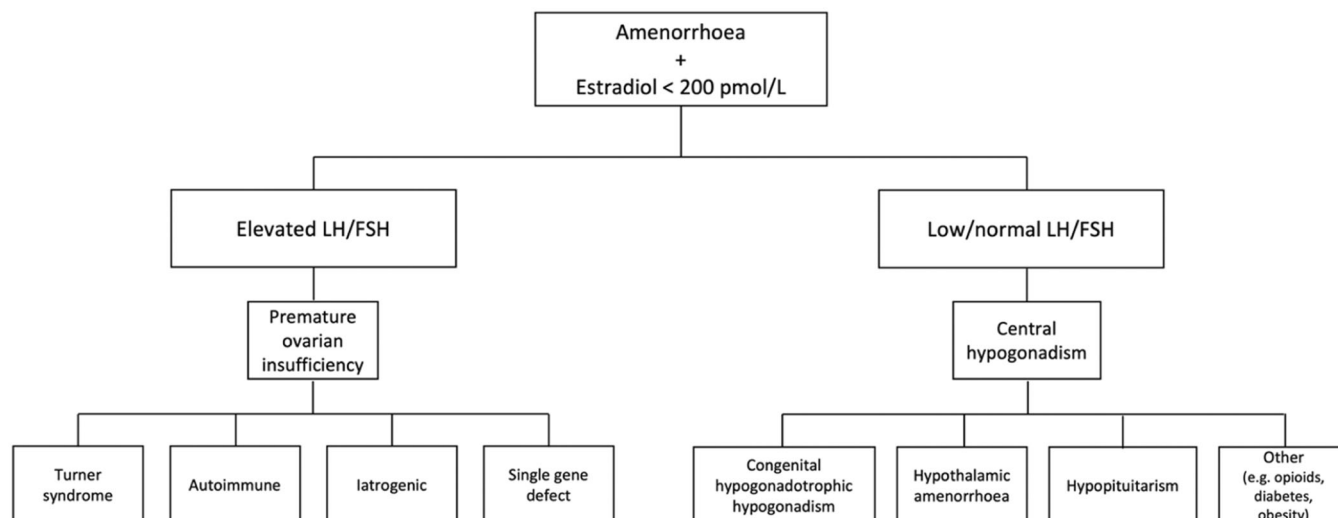 Amenorrhoea
+
Estradiol < 200 pmol/L
Elevated LH/FSH
Low/normal LH/FSH
Premature
ovarian
insufficiency
Central
hypogonadism
Turner
syndrome
Autoimmune
Iatrogenic
Single gene
defect
Congenital
hypogonadotrophic
hypogonadism
Hypothalamic
amenorrhoea
Hypopituitarism
Other
(e.g. opioids,
diabetes,
obesity)